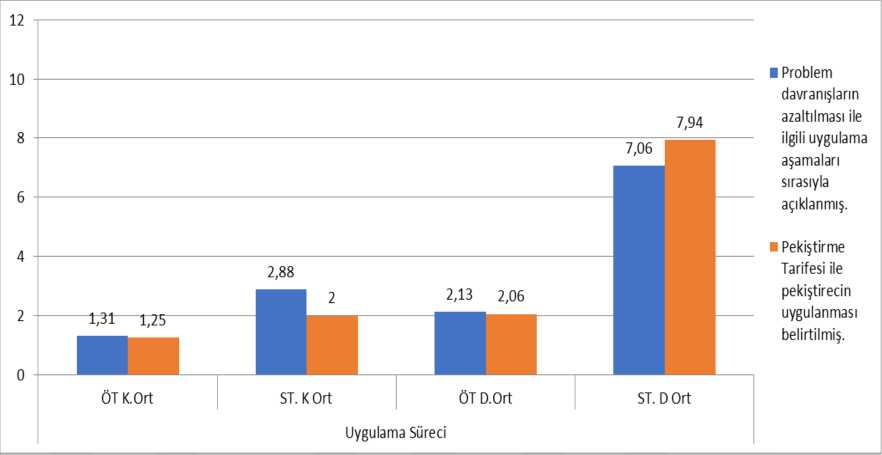 12
10
8
6
4
2
0
1,31
1,25
2,88
2
2,13
2,06
7,06
7,94
ÖT K.Ort
ST. K Ort
ÖT D.Ort
ST. D Ort
Uygulama Süreci
Problem
davranışların
azaltılması ile
ilgili uygulama
aşamaları
sırasıyla
açıklanmış.
Pekiştirme
Tarifesi ile
pekiştirecin
uygulanması
belirtilmiş.